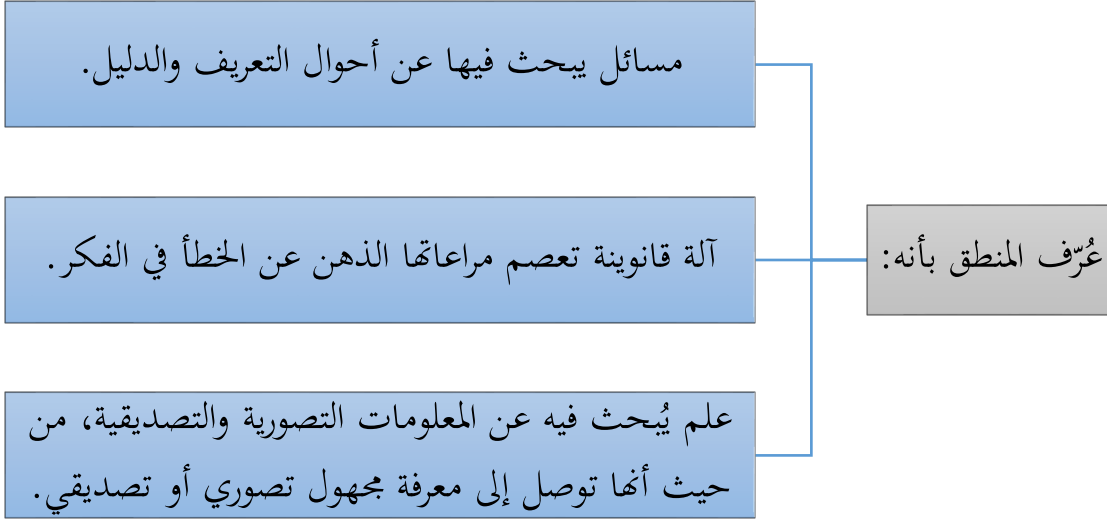 عُرّف المنطق بأنه:
مسائل يبحث فيها عن أحوال التعريف والدليل.
آلة قانوينة تعصم مراعاتها الذهن عن الخطأ في الفكر.
علم يُبحث فيه عن المعلومات التصورية والتصديقية، من
حيث أنها توصل إلى معرفة مجهول تصوري أو تصديقي.